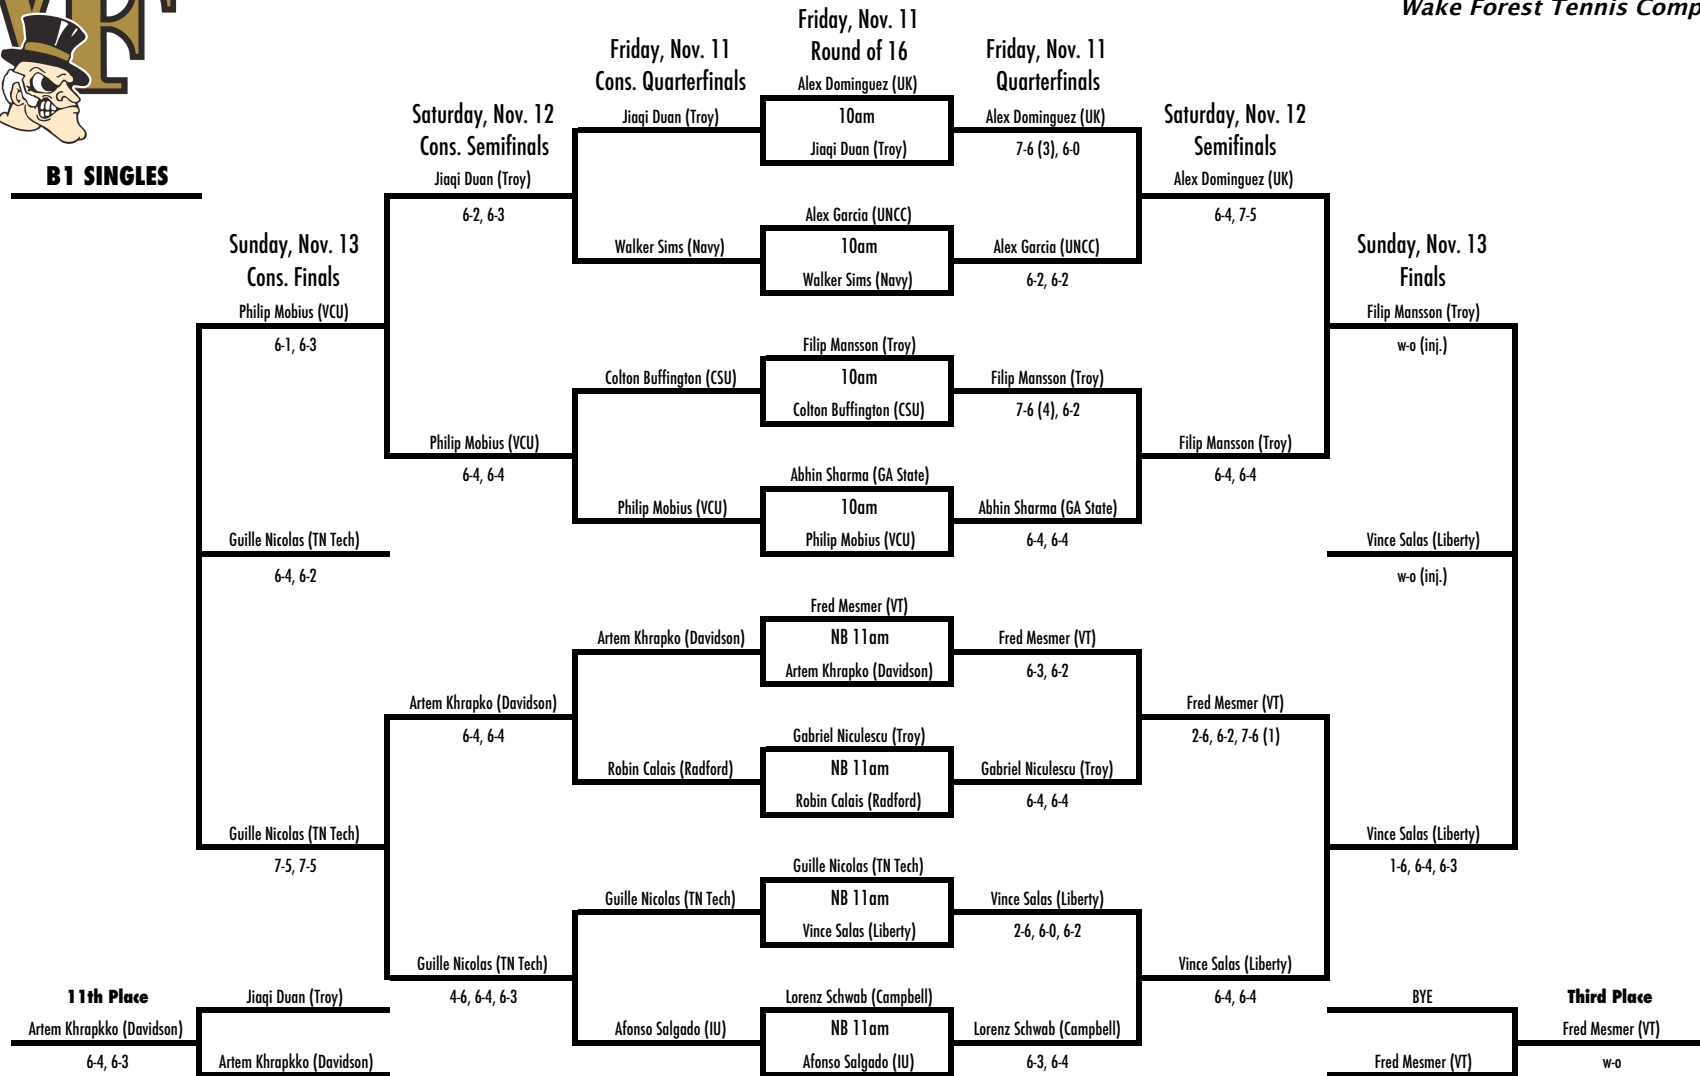 WF
Wake Forest Tennis Comp
B1 SINGLES
Sunday, Nov. 13
Cons. Finals
Philip Mobius (VCU)
6-1, 6-3
Guille Nicolas (TN Tech)
6-4, 6-2
Guille Nicolas (TN Tech)
7-5, 7-5
11th Place
Artem Khrapkko (Davidson)
6-4, 6-3
Jiaqi Duan (Troy)
Artem Khrapkko (Davidson)
Saturday, Nov. 12
Cons. Semifinals
Jiaqi Duan (Troy)
6-2, 6-3
Philip Mobius (VCU)
6-4, 6-4
Artem Khrapko (Davidson)
6-4, 6-4
Guille Nicolas (TN Tech)
4-6, 6-4, 6-3
Friday, Nov. 11
Cons. Quarterfinals
Jiaqi Duan (Troy)
Walker Sims (Navy)
Colton Buffington (CSU)
Philip Mobius (VCU)
Artem Khrapko (Davidson)
Robin Calais (Radford)
Guille Nicolas (TN Tech)
Afonso Salgado (IU)
Friday, Nov. 11
Round of 16
Alex Dominguez (UK)
10am
Jiaqi Duan (Troy)
Alex Garcia (UNCC)
10am
Walker Sims (Navy)
Filip Mansson (Troy)
10am
Colton Buffington (CSU)
Abhin Sharma (GA State)
10am
Philip Mobius (VCU)
Fred Mesmer (VT)
NB 11am
Artem Khrapko (Davidson)
Gabriel Niculescu (Troy)
NB 11am
Robin Calais (Radford)
Guille Nicolas (TN Tech)
NB 11am
Vince Salas (Liberty)
Lorenz Schwab (Campbell)
NB 11am
Afonso Salgado (IU)
Friday, Nov. 11
Quarterfinals
Alex Dominguez (UK)
7-6 (3), 6-0
Alex Garcia (UNCC)
6-2, 6-2
Filip Mansson (Troy)
7-6 (4), 6-2
Abhin Sharma (GA State)
6-4, 6-4
Fred Mesmer (VT)
6-3, 6-2
Gabriel Niculescu (Troy)
6-4, 6-4
Vince Salas (Liberty)
2-6, 6-0, 6-2
Lorenz Schwab (Campbell)
6-3, 6-4
Saturday, Nov. 12
Semifinals
Alex Dominguez (UK)
6-4, 7-5
Filip Mansson (Troy)
6-4, 6-4
Fred Mesmer (VT)
2-6, 6-2, 7-6 (1)
Vince Salas (Liberty)
6-4, 6-4
Sunday, Nov. 13
Finals
Filip Mansson (Troy)
w-o (inj.)
Vince Salas (Liberty)
w-o (inj.)
Vince Salas (Liberty)
1-6, 6-4, 6-3
BYE
Fred Mesmer (VT)
Third Place
Fred Mesmer (VT)
w-o